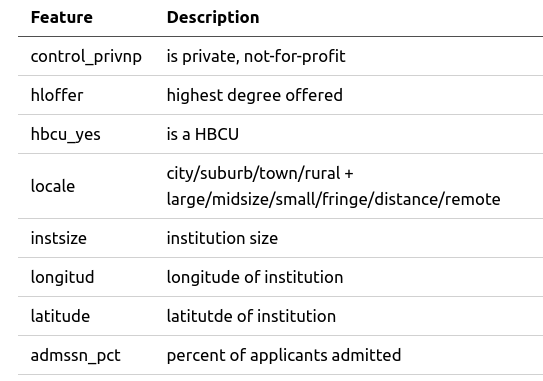 Feature Description
control_privnp is private, not-for-profit
hloffer highest degree offered
hbcu_yes is a HBCU
locale city/suburb/town/rural +
large/midsize/small/fringe/distance/remote
instsize institution size
longitud longitude of institution
latitude latitutde of institution
admssn_pct percent of applicants admitted